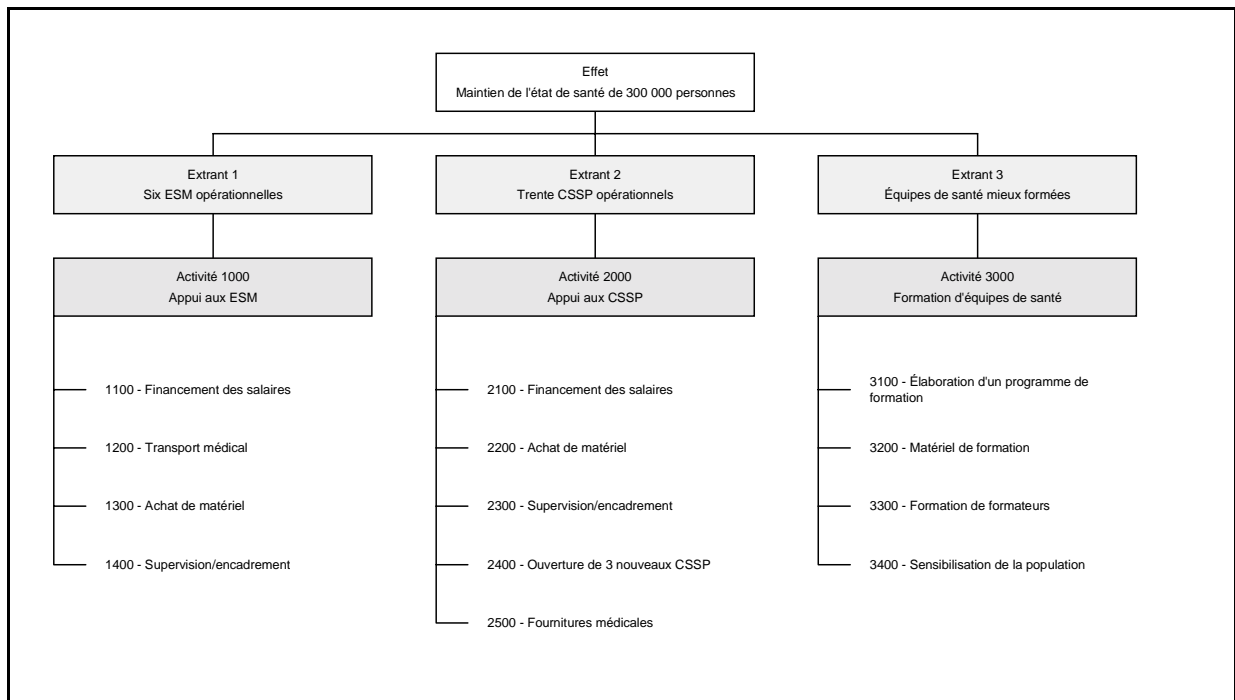 Effet
Maintien de l'état de santé de 300 000 personnes
Extrant 1
Six ESM opérationnelles
Extrant 2
Trente CSSP opérationnels
Extrant 3
Équipes de santé mieux formées
Activité 1000
Appui aux ESM
Activité 2000
Appui aux CSSP
Activité 3000
Formation d'équipes de santé
1100 - Financement des salaires
1200 - Transport médical
1300 - Achat de matériel
1400 - Supervision/encadrement
2100 - Financement des salaires
2200 - Achat de matériel
2300 - Supervision/encadrement
2400 - Ouverture de 3 nouveaux CSSP
2500 - Fournitures médicales
3100 - Élaboration d'un programme de
formation
3200 - Matériel de formation
3300 - Formation de formateurs
3400 - Sensibilisation de la population